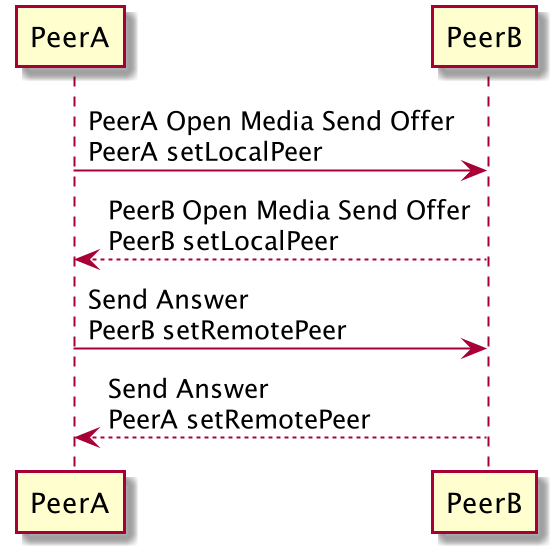 PeerA
PeerB
PeerA Open Media Send Offer
PeerA setLocalPeer
PeerB Open Media Send Offer
PeerB setLocalPeer
Send Answer
PeerB setRemotePeer
Send Answer
PeerA setRemotePeer
PeerA
PeerB